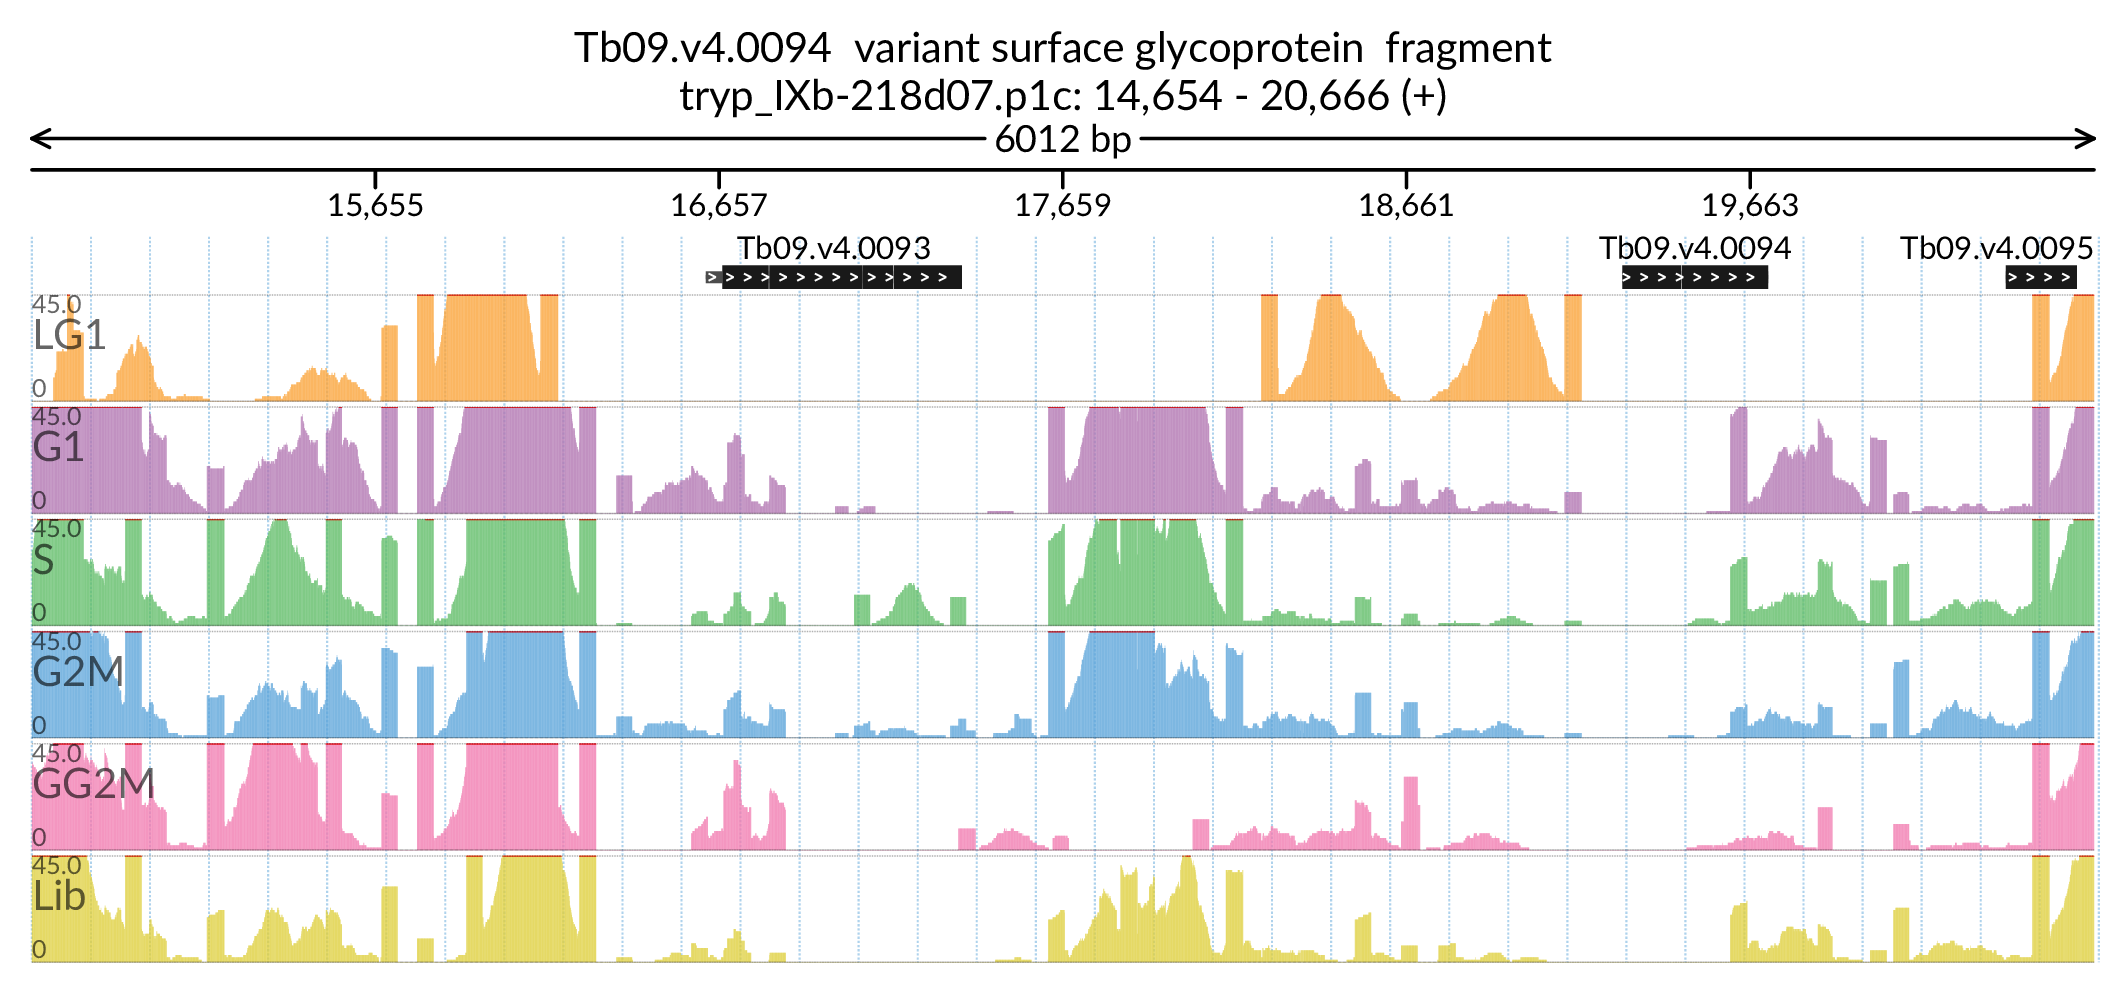 Tb09.v4.0094 variant surface glycoprotein fragment
tryp_IXb-218d07.p1c: 14,654 - 20,666 (+)
6012 bp
15,655 16,657 17,659 18,661 19,663
Tb09.v4.0093 Tb09.v4.0094 Tb09.v4.0095
45.0
LG1
0
45.0
G1
0
45.0
S
0
45.0
G2M
0
45.0
GG2M
0
45.0
Lib
0